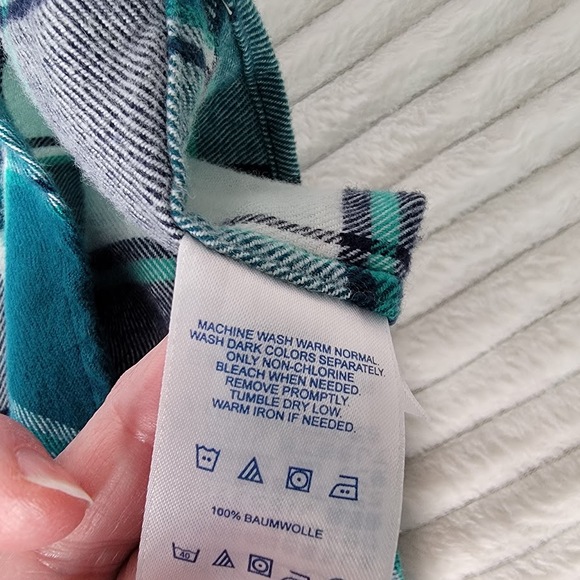 MACHINE WASH WARM NORMAL.
WASH DARK COLORS SEPARATELY.
ONLY NON-CHLORINE
BLEACH WHEN NEEDED.
REMOVE PROMPTLY
TUMBLE DRY LOW.
WARM IRON IF NEEDED.
100% BAUMWOLLE
40